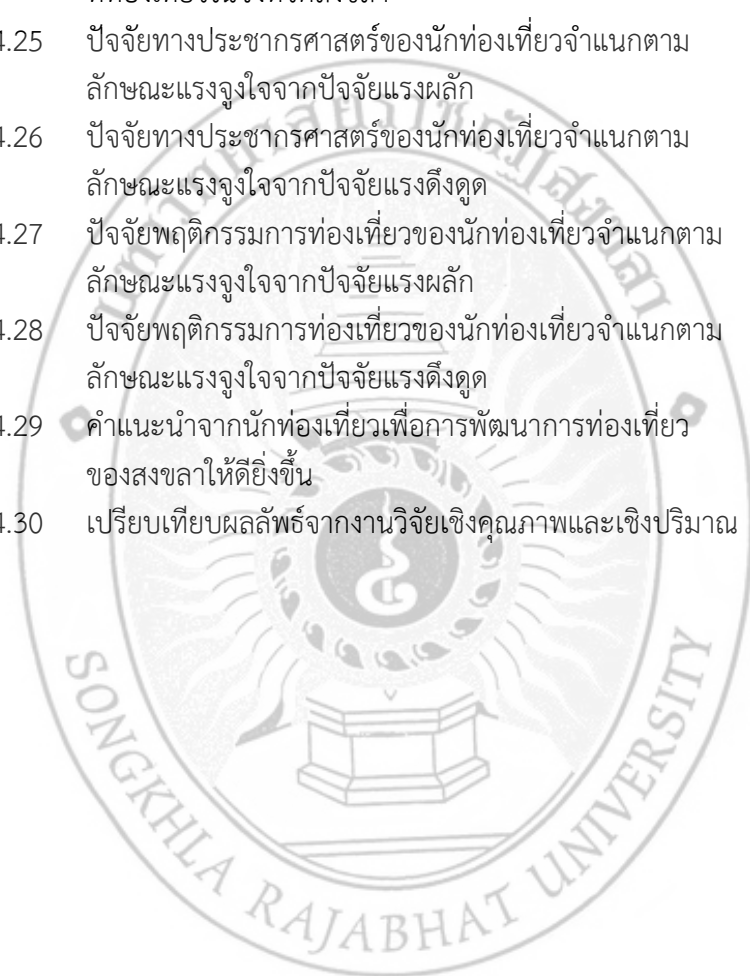 4.25 ปัจจัยทางประชากรศาสตร์ของนักท่องเที่ยวจำแนกตาม
ลักษณะแรงจูงใจจากปัจจัยแรงผลัก
4.26 ปัจจัยทางประชากรศาสตร์ของนักท่องเที่ยวจำแนกตาม
ลักษณะแรงจูงใจจากปัจจัยแรงดึงดูด
4.27 ปัจจัยพฤติกรรมการท่องเที่ยวของนักท่องเที่ยวจำแนกตาม
ลักษณะแรงจูงใจจากปัจจัยแรงผลัก
4.28 ปัจจัยพฤติกรรมการท่องเที่ยวของนักท่องเที่ยวจำแนกตาม
ลักษณะแรงจูงใจจากปัจจัยแรงดึงดูด
4.29 คำแนะนำจากนักท่องเที่ยวเพื่อการพัฒนาการท่องเที่ยว
ของสงขลาให้ดียิ่งขึ้น
4.30 เปรียบเทียบผลลัพธ์จากงานวิจัยเชิงคุณภาพและเชิงปริมาณ
มหาวิทยาลัยราชภัฏสงขลา
SONGKHLA RAJABHAT UNIVERSITY